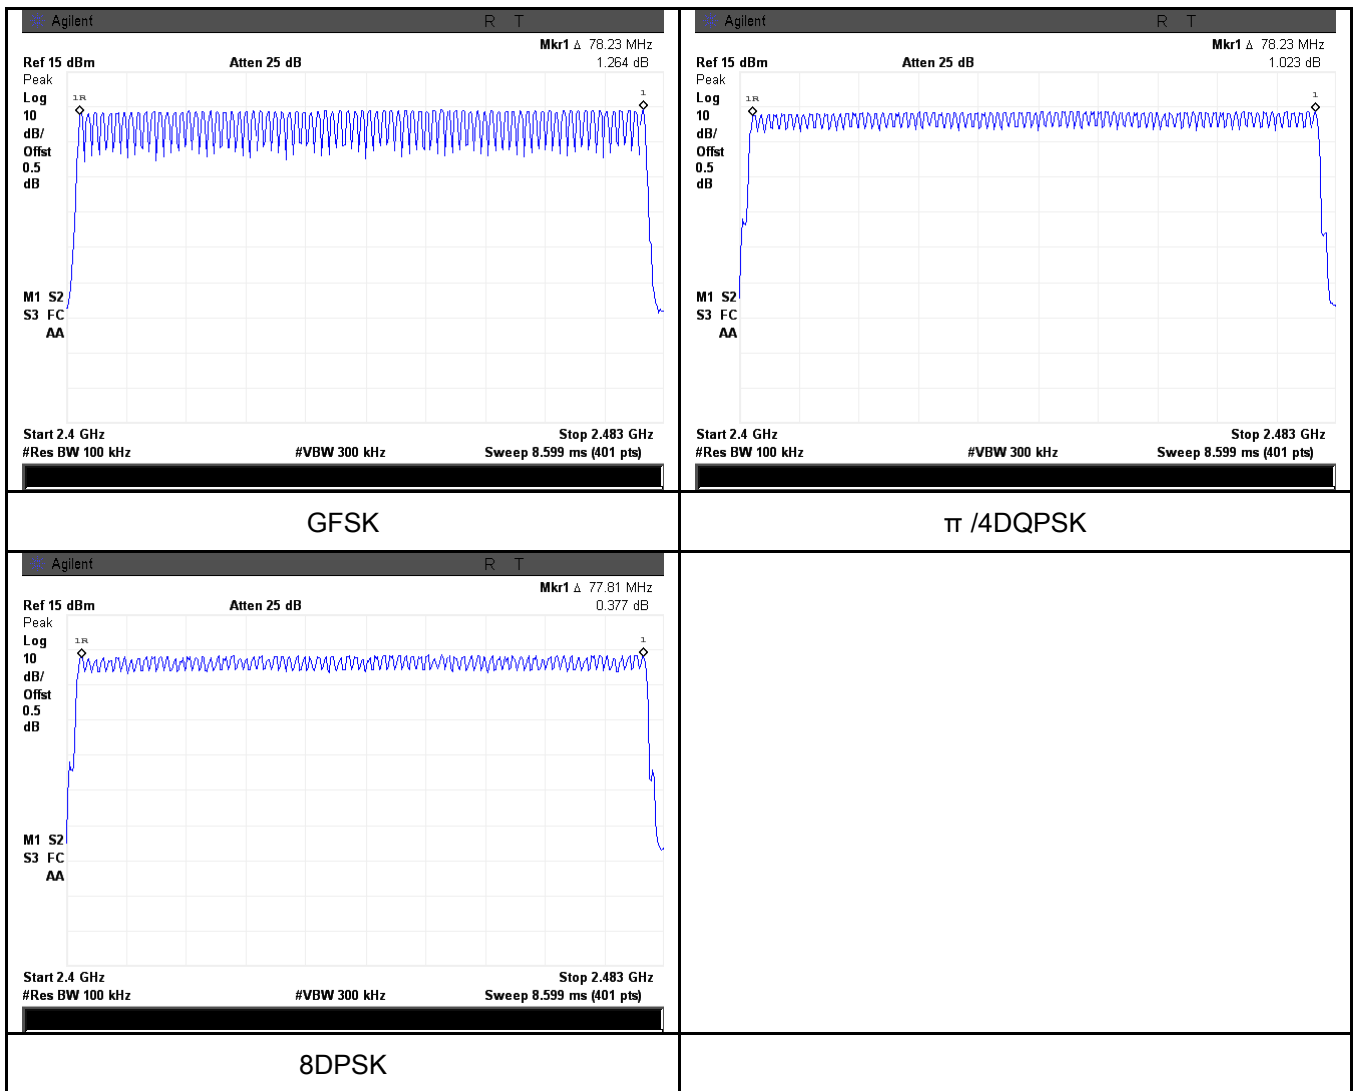 Agilent R T
Mkr1 Δ 78.23 MHz
Ref 15 dBm Atten 25 dB 1.264 dB
Peak
Log
10
dB/
Offst
0.5
dB
1R
1
M1 S2
S3 FC
AA
Start 2.4 GHz Stop 2.483 GHz
#Res BW 100 kHz #VBW 300 kHz Sweep 8.599 ms (401 pts)
GFSK
Agilent R T
Mkr1 Δ 78.23 MHz
Ref 15 dBm Atten 25 dB 1.023 dB
Peak
Log
10
dB/
Offst
0.5
dB
1R
1
M1 S2
S3 FC
AA
Start 2.4 GHz Stop 2.483 GHz
#Res BW 100 kHz #VBW 300 kHz Sweep 8.599 ms (401 pts)
π /4DQPSK
Agilent R T
Mkr1 Δ 77.81 MHz
Ref 15 dBm Atten 25 dB 0.377 dB
Peak
Log
10
dB/
Offst
0.5
dB
1R
1
M1 S2
S3 FC
AA
Start 2.4 GHz Stop 2.483 GHz
#Res BW 100 kHz #VBW 300 kHz Sweep 8.599 ms (401 pts)
8DPSK